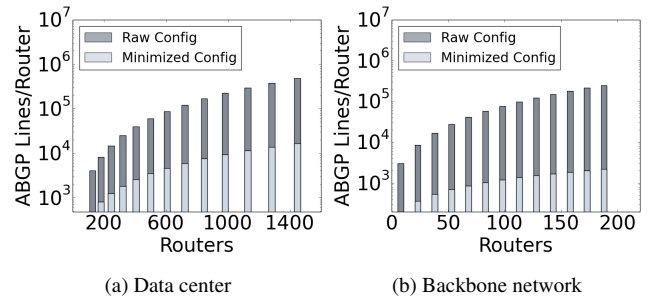 ABGP Lines/Router
10^7
10^6
10^5
10^4
10^3
Raw Config
Minimized Config
200 600 1000 1400
Routers
(a) Data center
ABGP Lines/Router
10^7
10^6
10^5
10^4
10^3
Raw Config
Minimized Config
0 50 100 150 200
Routers
(b) Backbone network